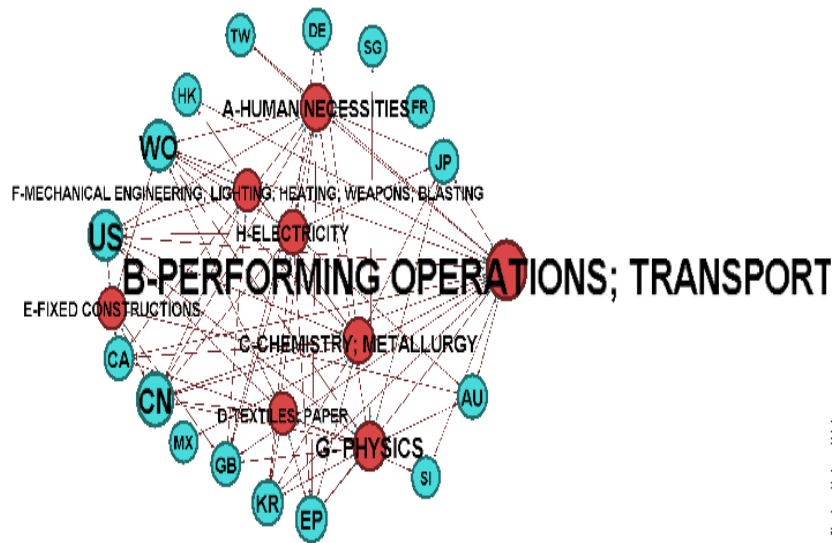 DE
TW
SG
HK
FR
A-HUMAN NECESSITIES
WO
JP
F-MECHANICAL ENGINEERING; LIGHTING; HEATING; WEAPONS; BLASTING
US
H-ELECTRICITY
B-PERFORMING OPERATIONS; TRANSPORT
E-FIXED CONSTRUCTIONS
C-CHEMISTRY; METALLURGY
CA
CN
AU
D-TEXTILES; PAPER
MX
G- PHYSICS
GB
SI
KR
EP